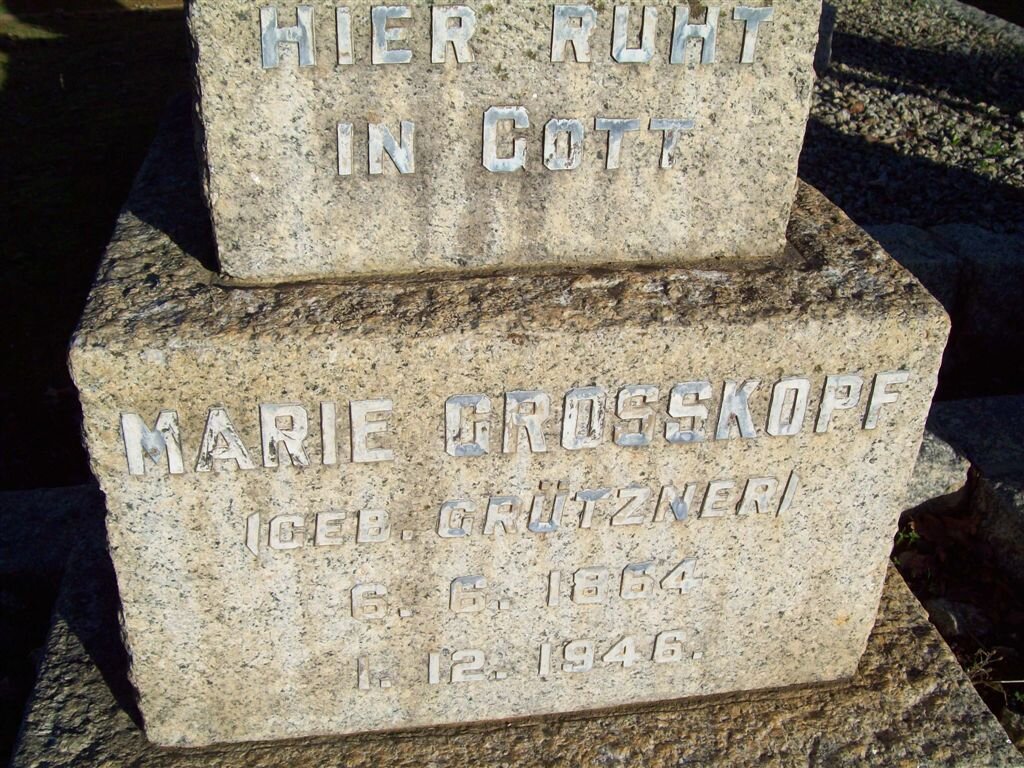 HIER RUHT
IN GOTT
MARIE GROSSKOPF
(GEB. GRÜTZNER)
6. 6. 1864
1. 12. 1946.